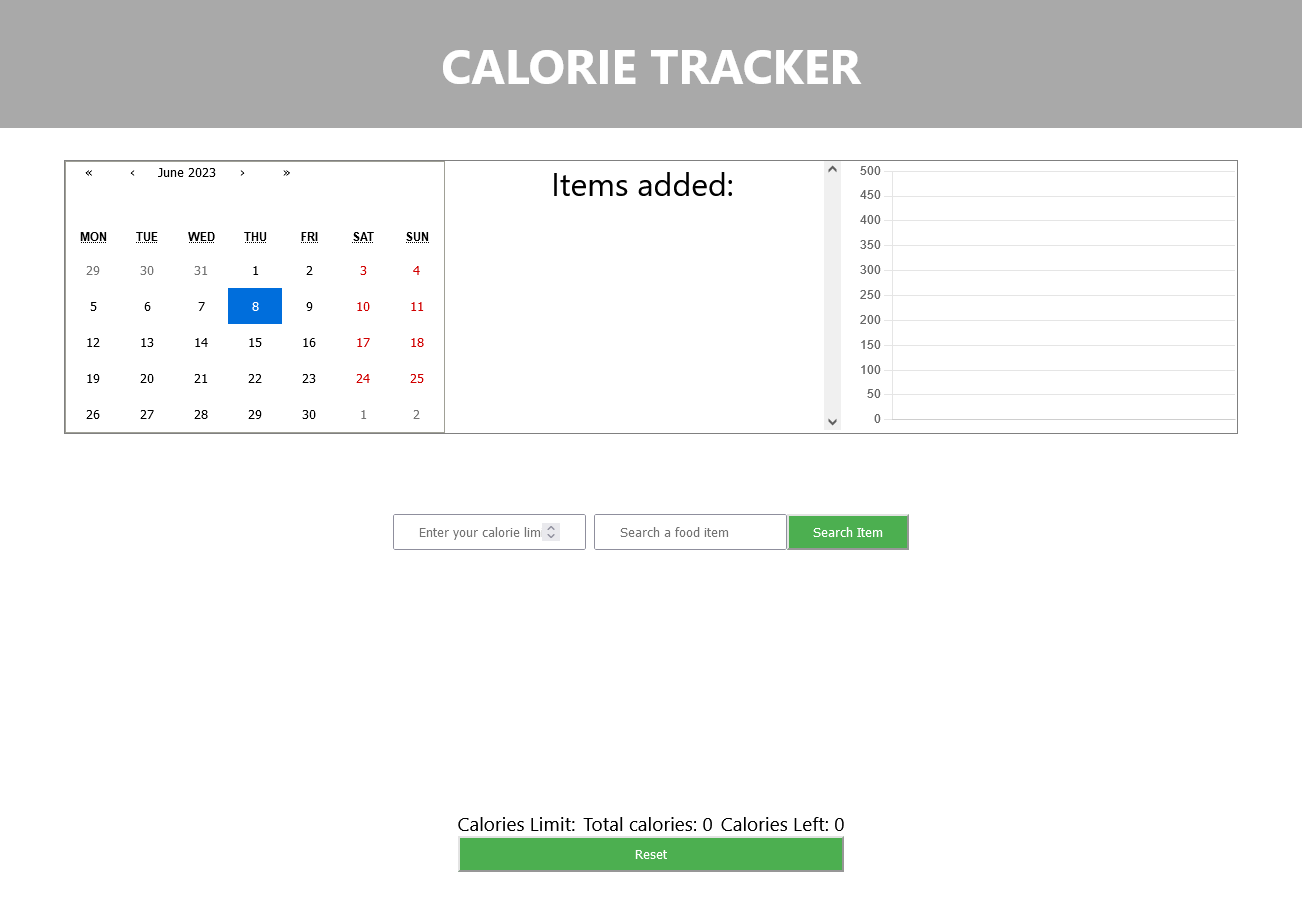 CALORIE TRACKER
« ‹ June 2023 › »
MON TUE WED THU FRI SAT SUN
29 30 31 1 2 3 4
5 6 7 8 9 10 11
12 13 14 15 16 17 18
19 20 21 22 23 24 25
26 27 28 29 30 1 2
Items added:
500
450
400
350
300
250
200
150
100
50
0
Enter your calorie lim
Search a food item
Search Item
Calories Limit: Total calories: 0 Calories Left: 0
Reset